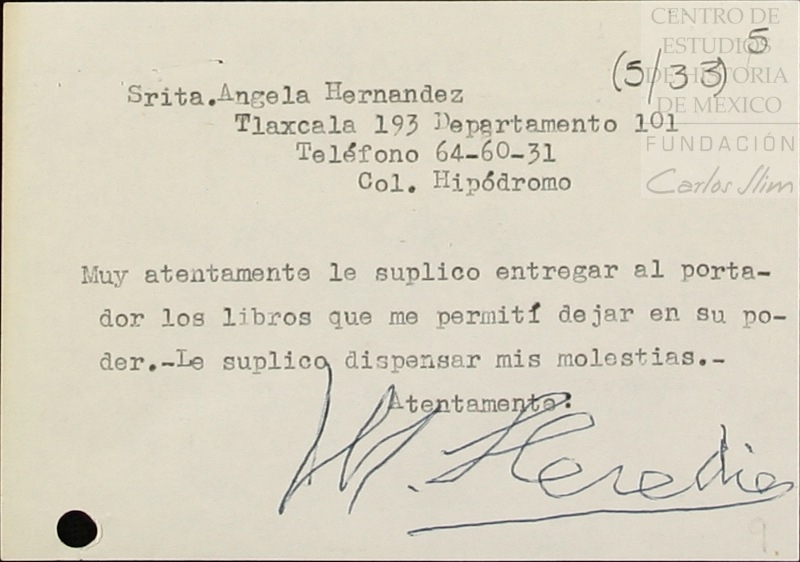 CENTRO DE
ESTUDIOS
DE HISTORIA
DE MÉXICO
FUNDACIÓN
Carlos Slim
5
(5/33)
Srita.Angela Hernandez
Tlaxcala 193 Departamento 101
Teléfono 64-60-31
Col. Hipódromo
Muy atentamente le suplico entregar al porta-
dor los libros que me permití dejar en su po-
der.-Le suplico dispensar mis molestias.-
Atentamente:
M. Heredia
9.